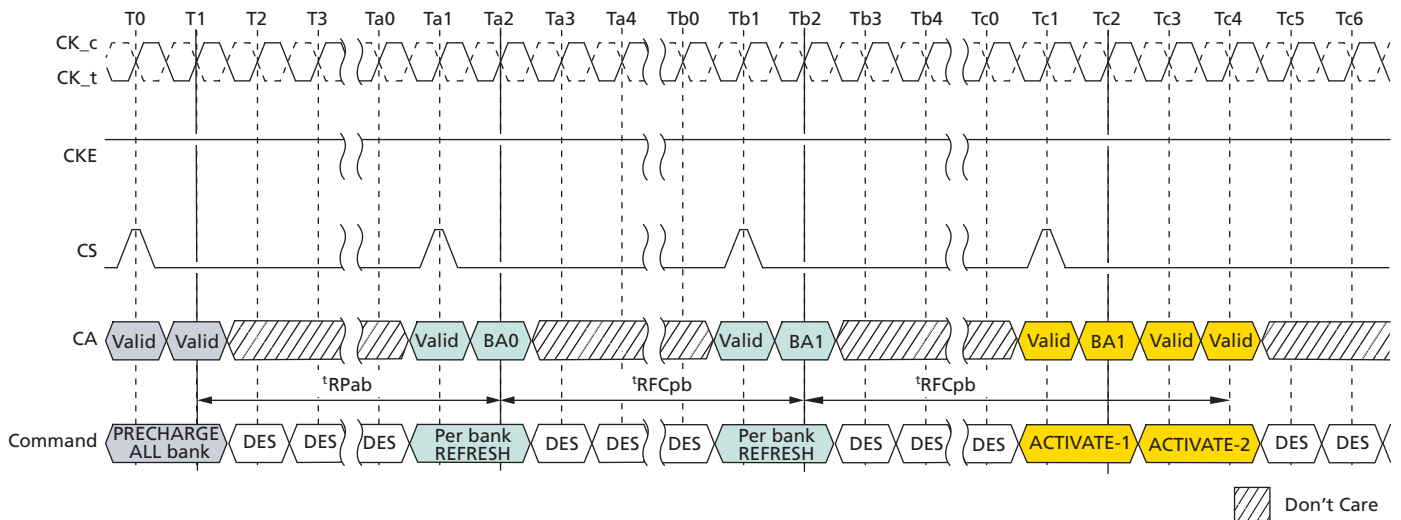 T0 T1 T2 T3 Ta0 Ta1 Ta2 Ta3 Ta4 Tb0 Tb1 Tb2 Tb3 Tb4 Tc0 Tc1 Tc2 Tc3 Tc4 Tc5 Tc6
CK_c
CK_t
CKE
CS
CA Valid Valid Valid BA0 Valid BA1 Valid BA1 Valid Valid
tRPab tRFCpb tRFCpb
Command PRECHARGE ALL bank DES DES DES Per bank REFRESH DES DES DES Per bank REFRESH DES DES DES ACTIVATE-1 ACTIVATE-2 DES DES
Don't Care